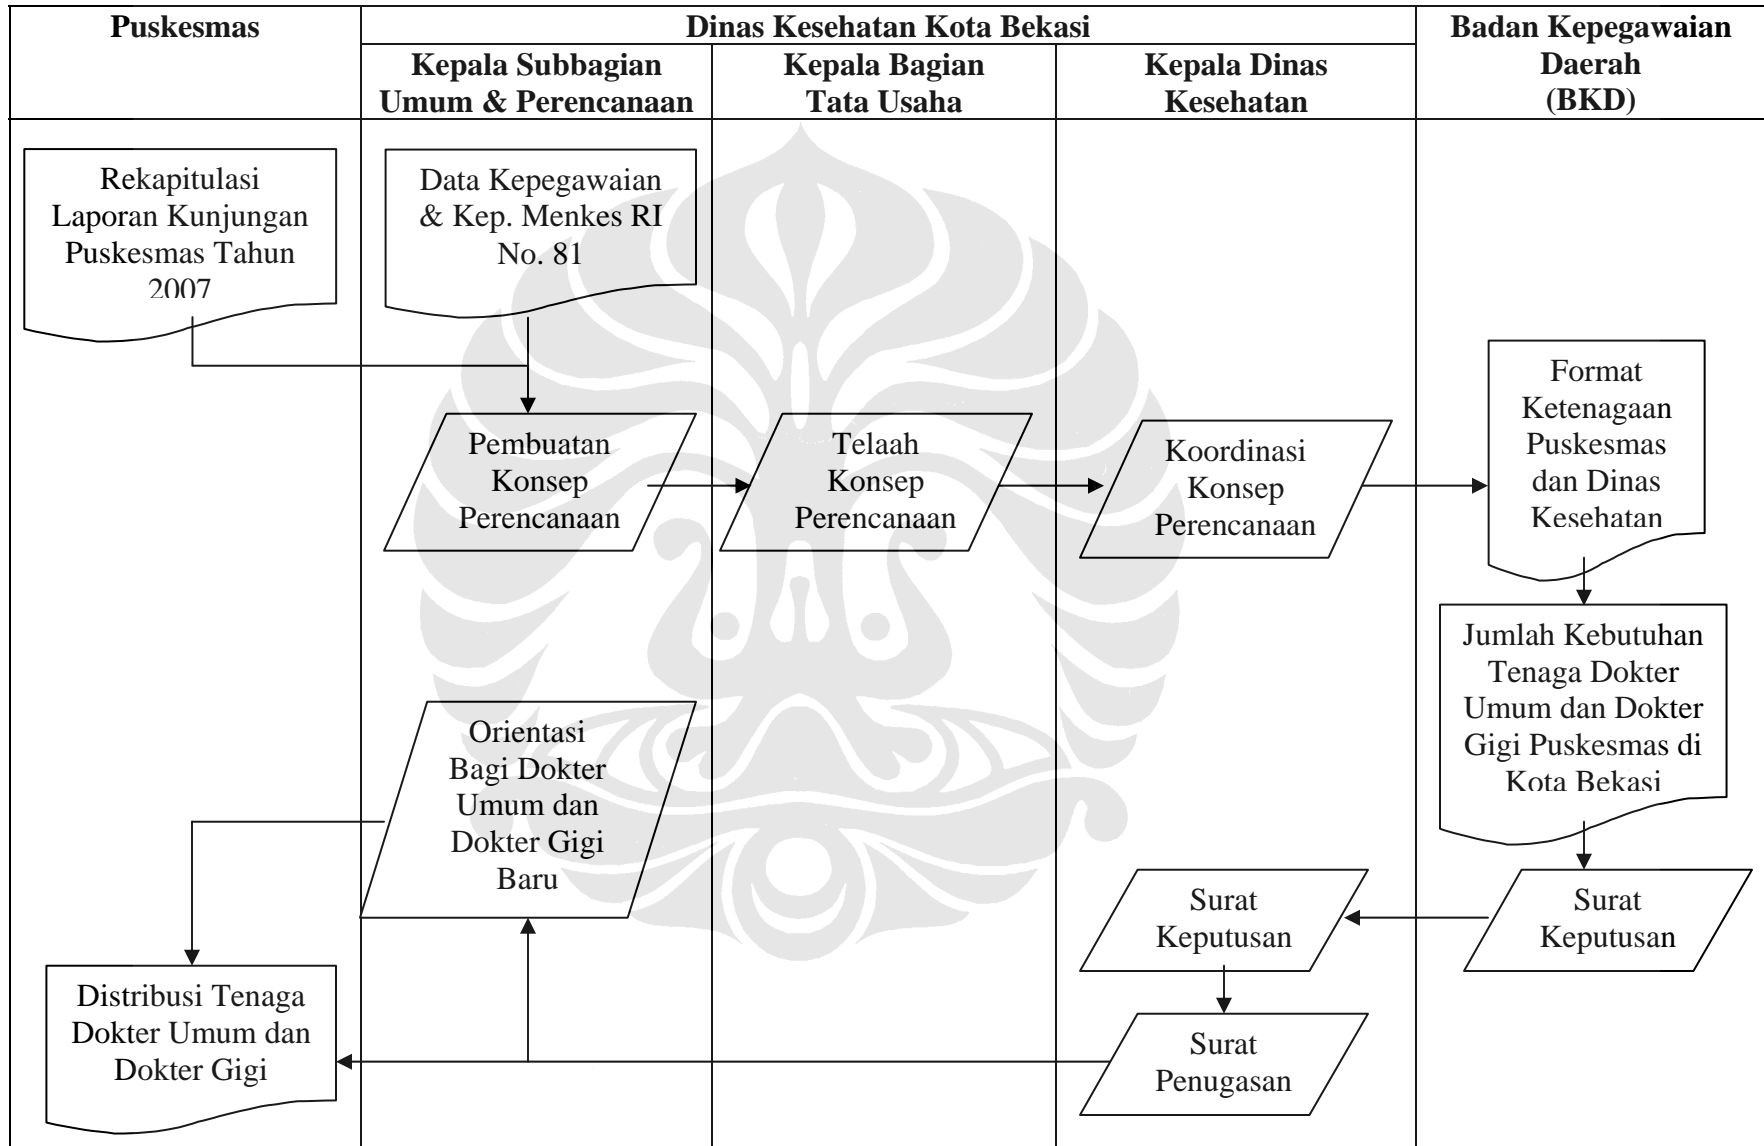 Puskesmas
Dinas Kesehatan Kota Bekasi
Badan Kepegawaian
Daerah
(BKD)
Kepala Subbagian
Umum & Perencanaan
Kepala Bagian
Tata Usaha
Kepala Dinas
Kesehatan
Rekapitulasi
Laporan Kunjungan
Puskesmas Tahun
2007
Data Kepegawaian
& Kep. Menkes RI
No. 81
Pembuatan
Konsep
Perencanaan
Telaah
Konsep
Perencanaan
Koordinasi
Konsep
Perencanaan
Format
Ketenagaan
Puskesmas
dan Dinas
Kesehatan
Jumlah Kebutuhan
Tenaga Dokter
Umum dan Dokter
Gigi Puskesmas di
Kota Bekasi
Orientasi
Bagi Dokter
Umum dan
Dokter Gigi
Baru
Surat
Keputusan
Surat
Keputusan
Distribusi Tenaga
Dokter Umum dan
Dokter Gigi
Surat
Penugasan